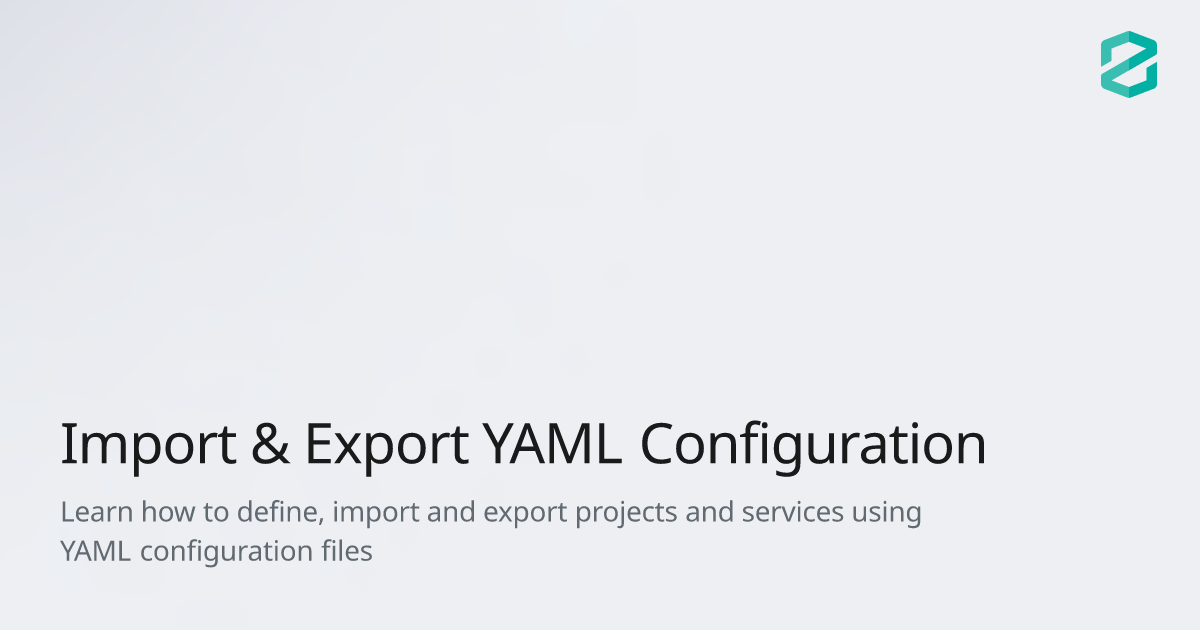 Import & Export YAML Configuration
Learn how to define, import and export projects and services using
YAML configuration files